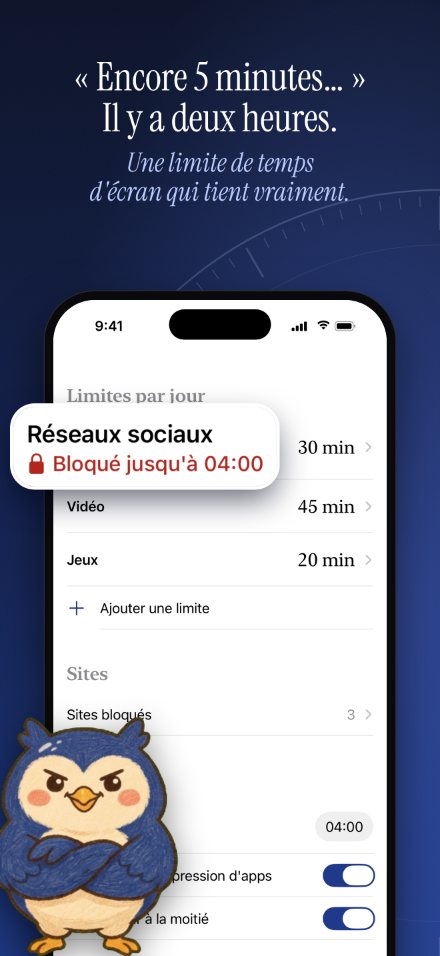 « Encore 5 minutes... »
Il y a deux heures.
Une limite de temps
d'écran qui tient vraiment.
9:41
Limites par jour
Réseaux sociaux
Bloqué jusqu'à 04:00
30 min
Vidéo 45 min
Jeux 20 min
Ajouter une limite
Sites
Sites bloqués 3
04:00
d'apps
à la moitié